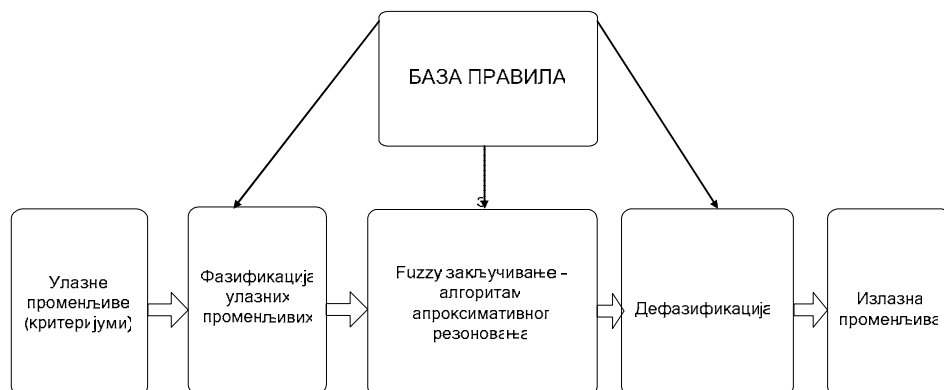 БАЗА ПРАВИЛА
Улазне
променљиве
(критеријуми)
Фазификација
улазних
променљивих
Fuzzy закључивање –
алгоритам
апроксимативног
резоновања
Дефазификација
Излазна
променљива